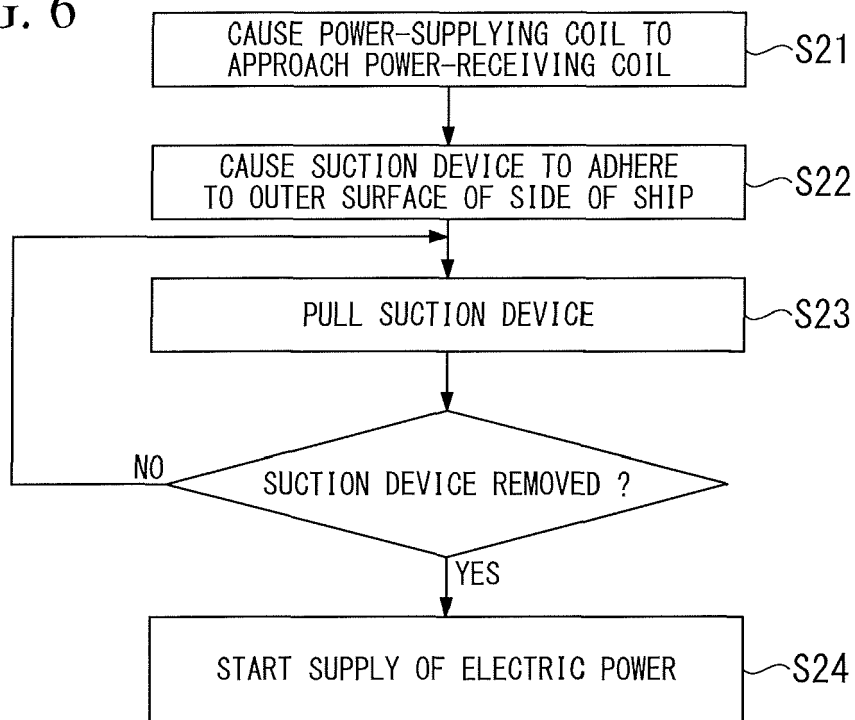 G. 6
CAUSE POWER-SUPPLYING COIL TO
APPROACH POWER-RECEIVING COIL
S21
CAUSE SUCTION DEVICE TO ADHERE
TO OUTER SURFACE OF SIDE OF SHIP
S22
PULL SUCTION DEVICE
S23
NO
SUCTION DEVICE REMOVED ?
YES
START SUPPLY OF ELECTRIC POWER
S24